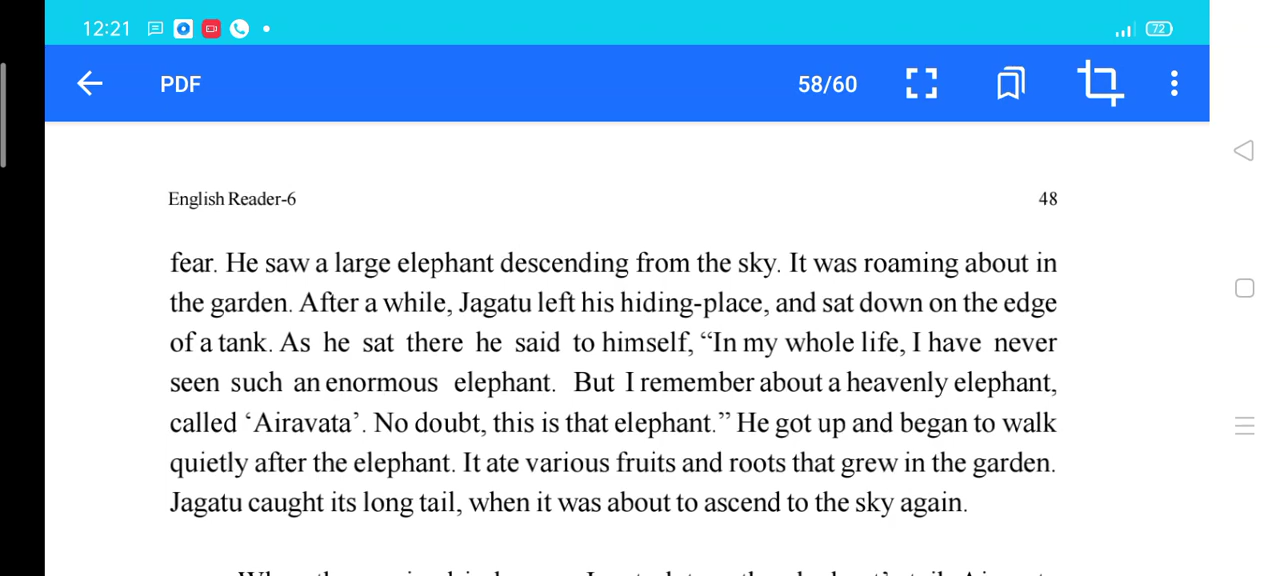 12:21
72
PDF
58/60
English Reader-6
48
fear. He saw a large elephant descending from the sky. It was roaming about in
the garden. After a while, Jagatu left his hiding-place, and sat down on the edge
of a tank. As he sat there he said to himself, “In my whole life, I have never
seen such an enormous elephant. But I remember about a heavenly elephant,
called ‘Airavata’. No doubt, this is that elephant.” He got up and began to walk
quietly after the elephant. It ate various fruits and roots that grew in the garden.
Jagatu caught its long tail, when it was about to ascend to the sky again.